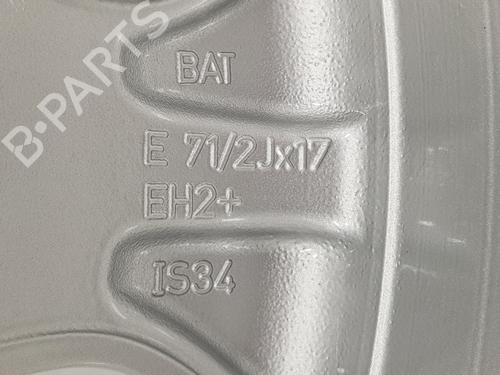 B-PARTS
BAT
E 71/2Jx17
EH2+
IS34